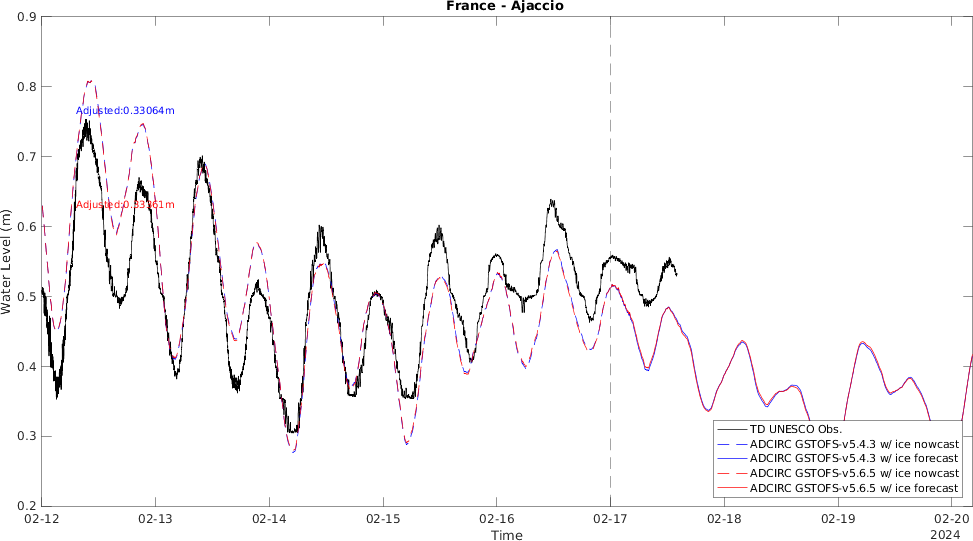 France - Ajaccio
0.9
0.8
0.7
0.6
0.5
0.4
0.3
0.2
Water Level (m)
Adjusted:0.33064m
Adjusted:0.33361m
TD UNESCO Obs.
ADCIRC GSTOFS-v5.4.3 w/ ice nowcast
ADCIRC GSTOFS-v5.4.3 w/ ice forecast
ADCIRC GSTOFS-v5.6.5 w/ ice nowcast
ADCIRC GSTOFS-v5.6.5 w/ ice forecast
02-12 02-13 02-14 02-15 02-16 02-17 02-18 02-19 02-20
2024
Time